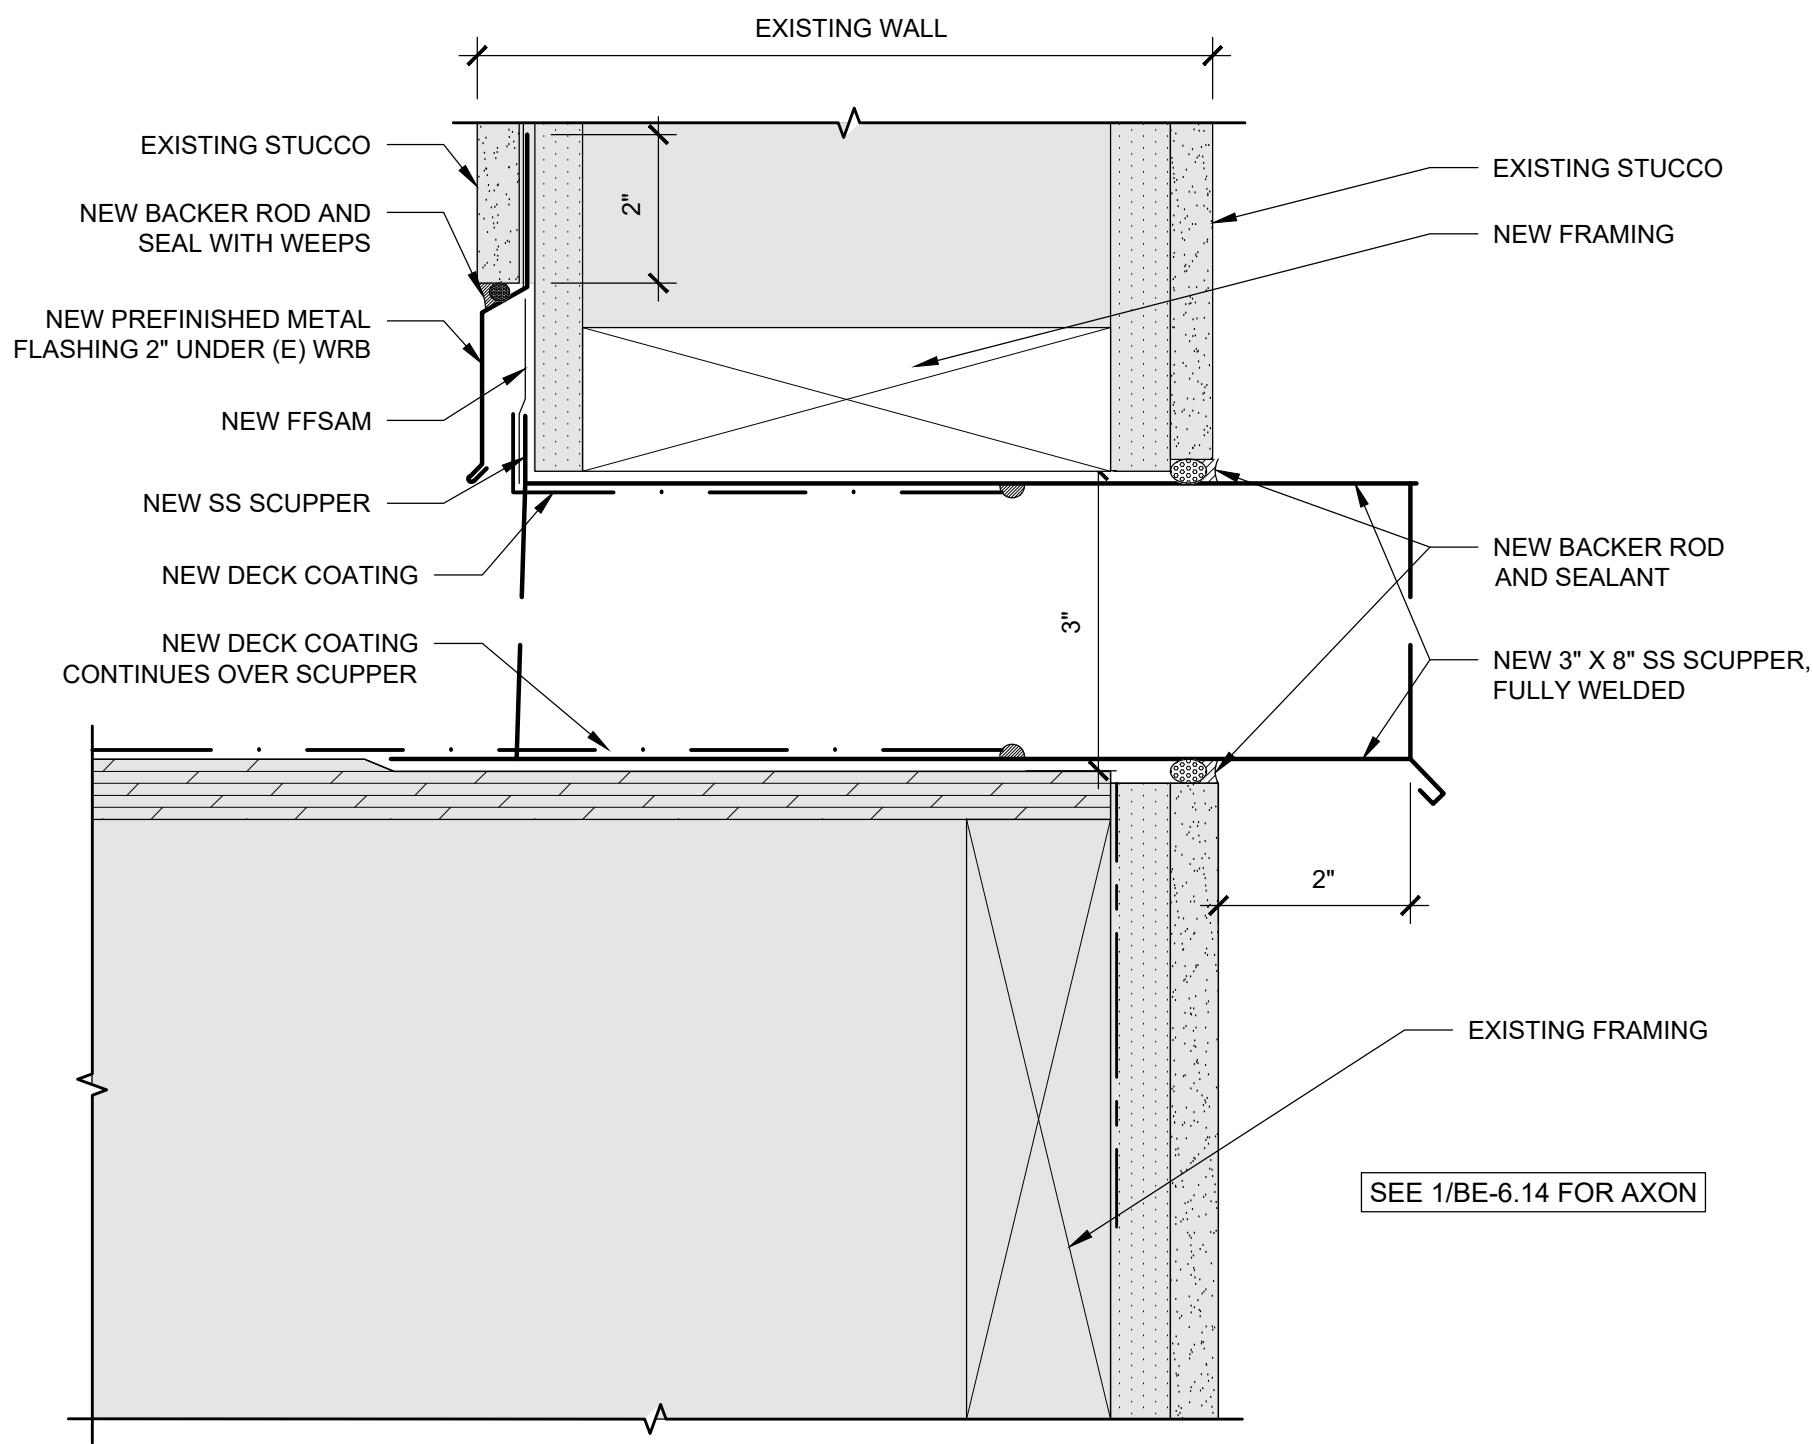 EXISTING WALL
EXISTING STUCCO
NEW BACKER ROD AND
SEAL WITH WEEPS
NEW PREFINISHED METAL
FLASHING 2" UNDER (E) WRB
NEW FFSAM
NEW SS SCUPPER
NEW DECK COATING
NEW DECK COATING
CONTINUES OVER SCUPPER
2"
3"
EXISTING STUCCO
NEW FRAMING
NEW BACKER ROD
AND SEALANT
NEW 3" X 8" SS SCUPPER,
FULLY WELDED
2"
EXISTING FRAMING
SEE 1/BE-6.14 FOR AXON